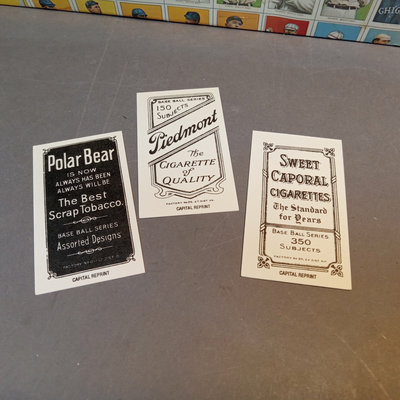 Polar Bear
IS NOW
ALWAYS HAS BEEN
ALWAYS WILL BE
The Best
Scrap Tobacco.
BASE BALL SERIES
Assorted Designs
CAPITAL REPRINT
BASE BALL SERIES
150
SUBJECTS
Piedmont
The
CIGARETTE
of
QUALITY
CAPITAL REPRINT
SWEET
CAPORAL
CIGARETTES
The Standard
for Years
BASE BALL SERIES
350
SUBJECTS
CAPITAL REPRINT